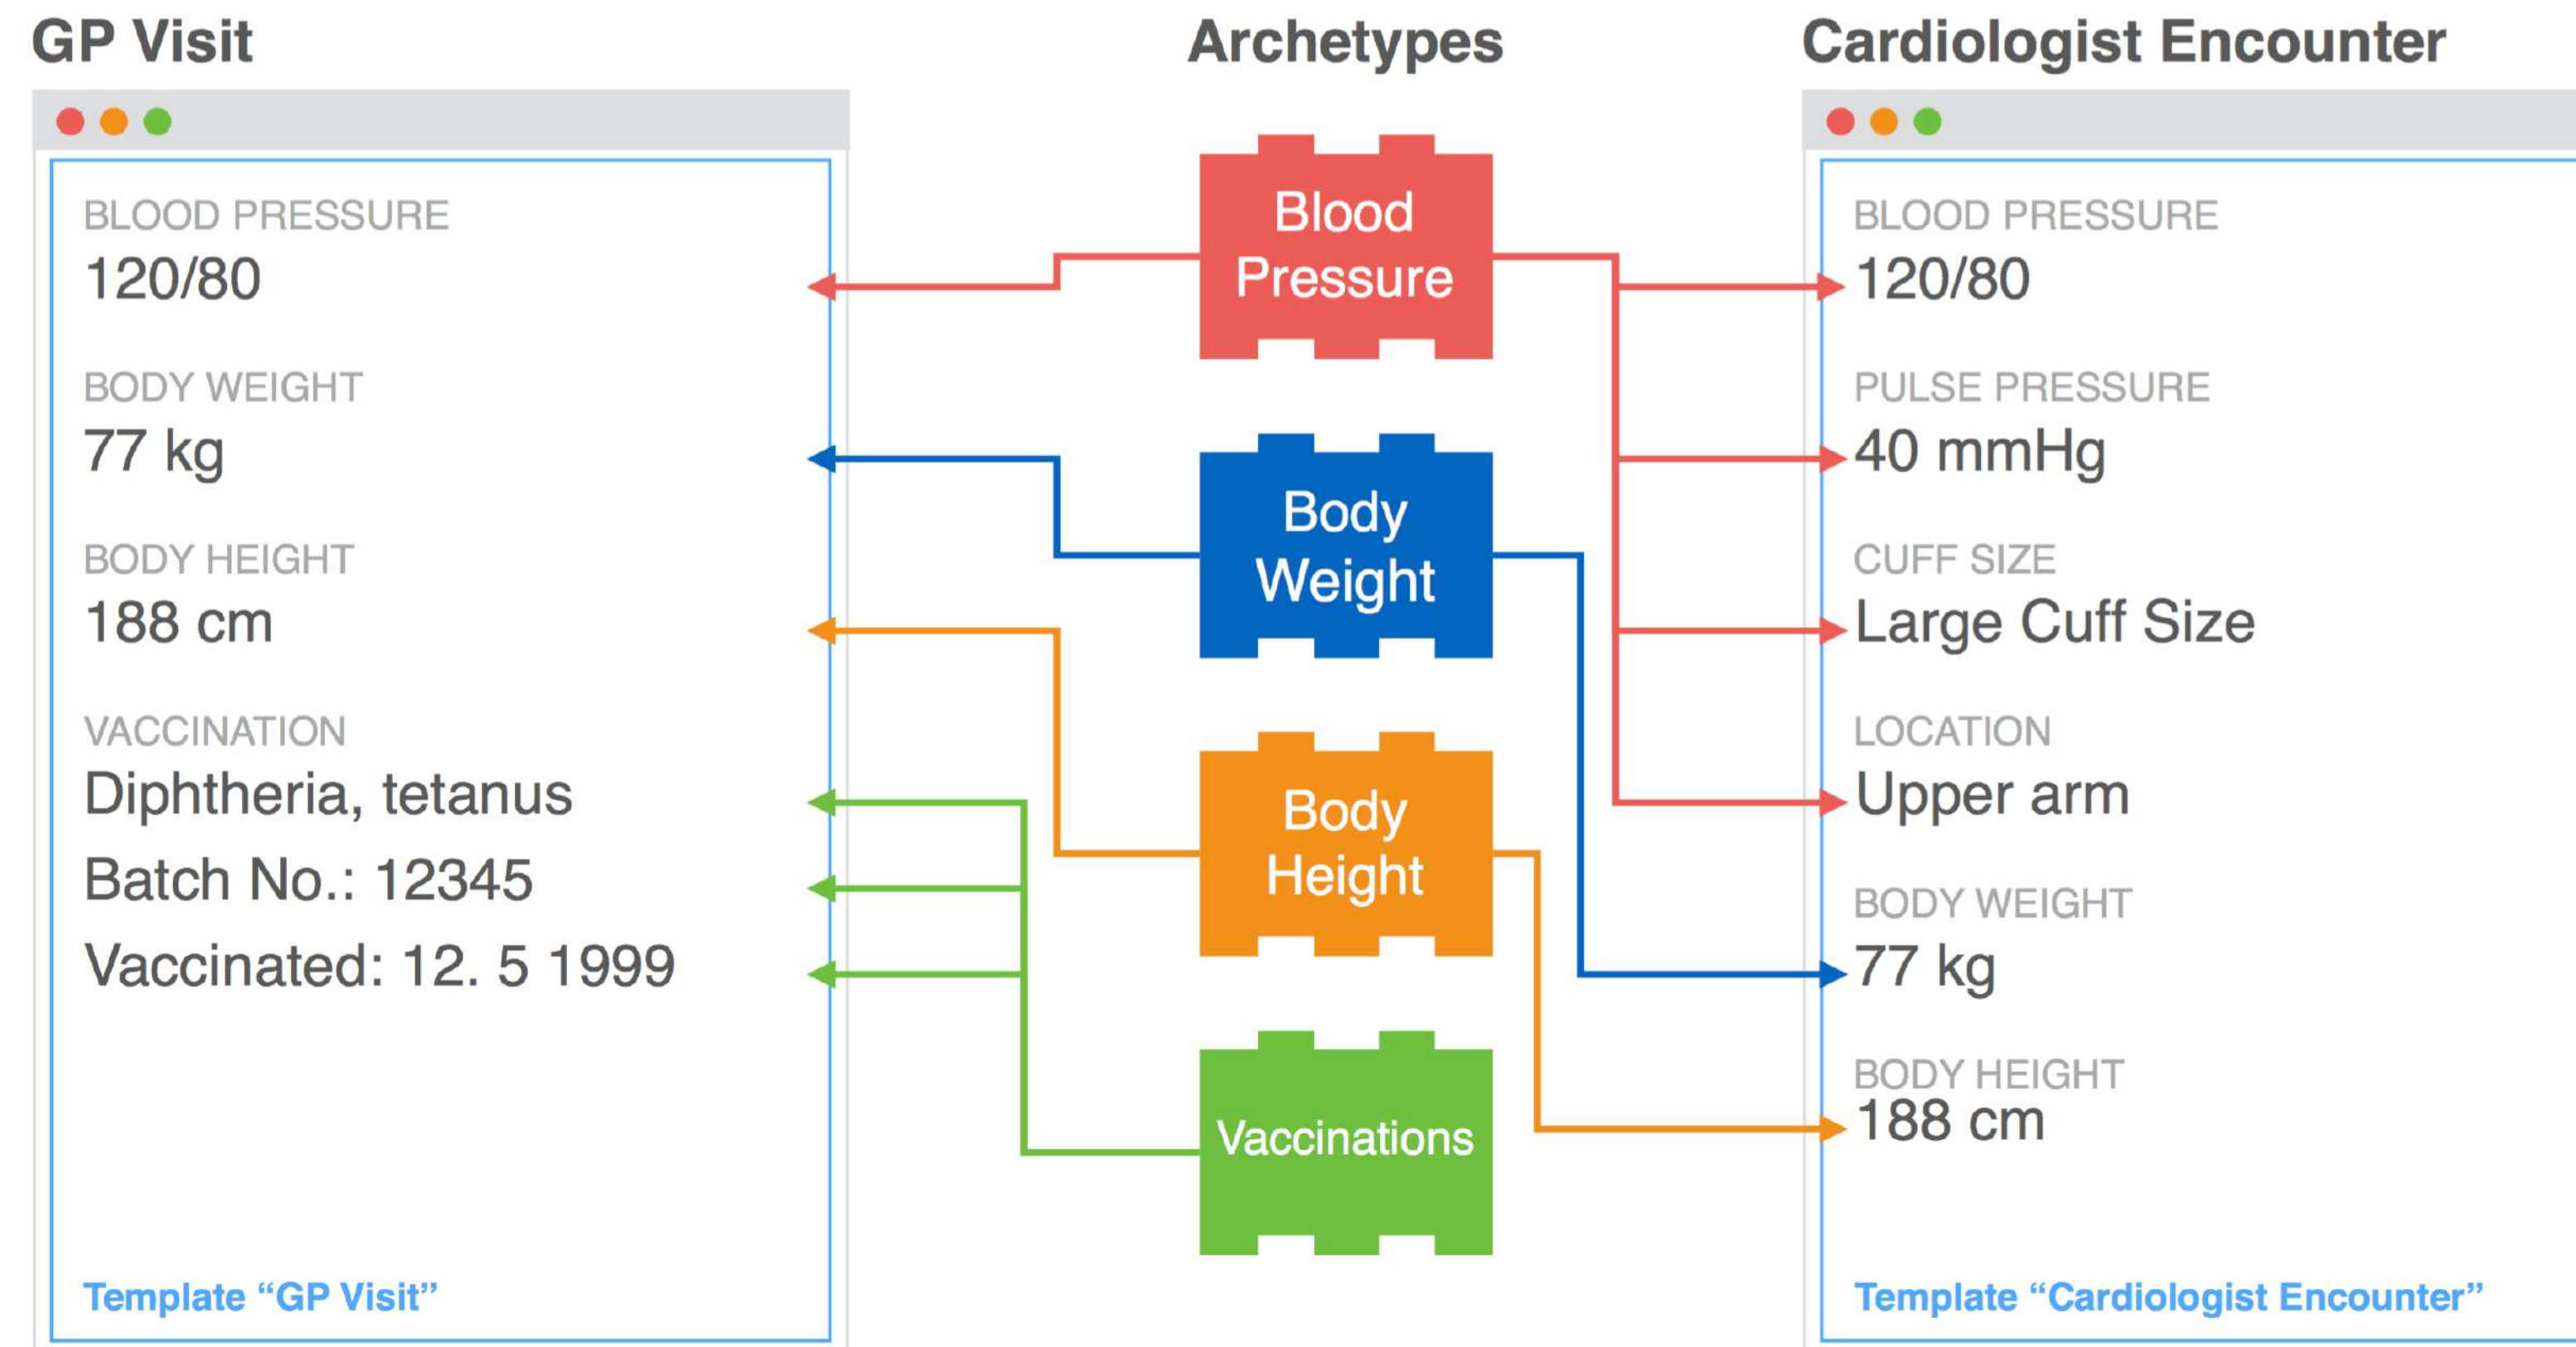 GP Visit
BLOOD PRESSURE
120/80
BODY WEIGHT
77 kg
BODY HEIGHT
188 cm
VACCINATION
Diphtheria, tetanus
Batch No.: 12345
Vaccinated: 12. 5 1999
Template “GP Visit”
Archetypes
Blood
Pressure
Body
Weight
Body
Height
Vaccinations
Cardiologist Encounter
BLOOD PRESSURE
120/80
PULSE PRESSURE
40 mmHg
CUFF SIZE
Large Cuff Size
LOCATION
Upper arm
BODY WEIGHT
77 kg
BODY HEIGHT
188 cm
Template “Cardiologist Encounter”